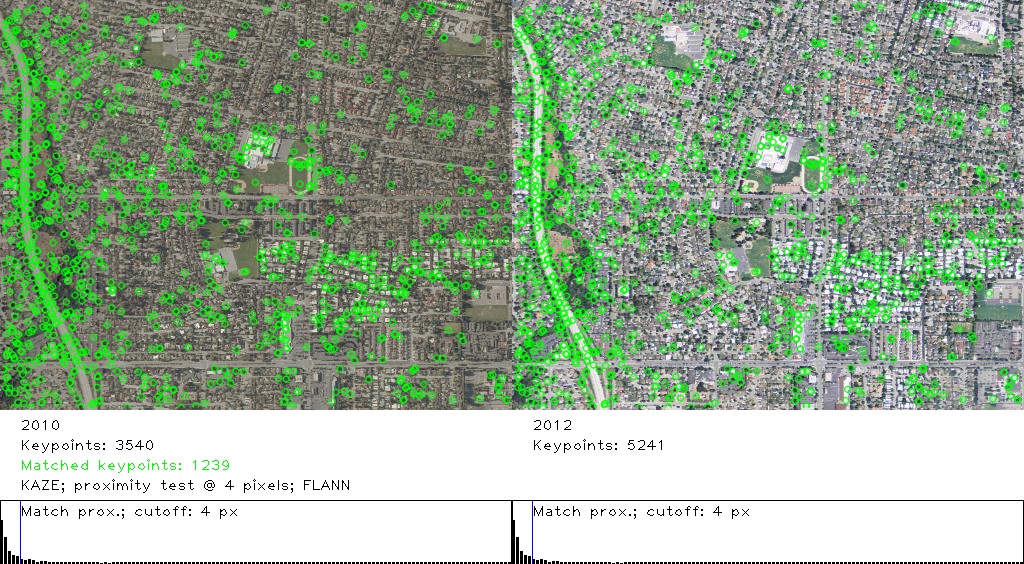 2010
Keypoints: 3540
Matched keypoints: 1239
KAZE; proximity test @ 4 pixels; FLANN
Match prox.; cutoff: 4 px
2012
Keypoints: 5241
Match prox.; cutoff: 4 px